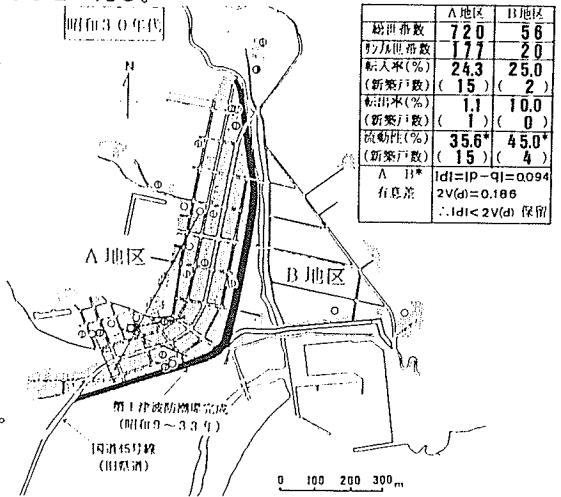 昭和30年代
N
A地区
B地区
第1津波防潮堤完成
(昭和9~33年)
国道45号線
(旧県道)
0 100 200 300m
A地区 B地区
総世帯数 720 56
サンプル世帯数 177 20
転入率(%) 24.3 25.0
(新築戸数) (15) (2)
転出率(%) 1.1 10.0
(新築戸数) (1) (0)
流動性(%) 35.6* 45.0*
(新築戸数) (15) (4)
A B* |d|=|p-q|=0.094
有意差 2V(d)=0.186
∴|d|<2V(d) 保留